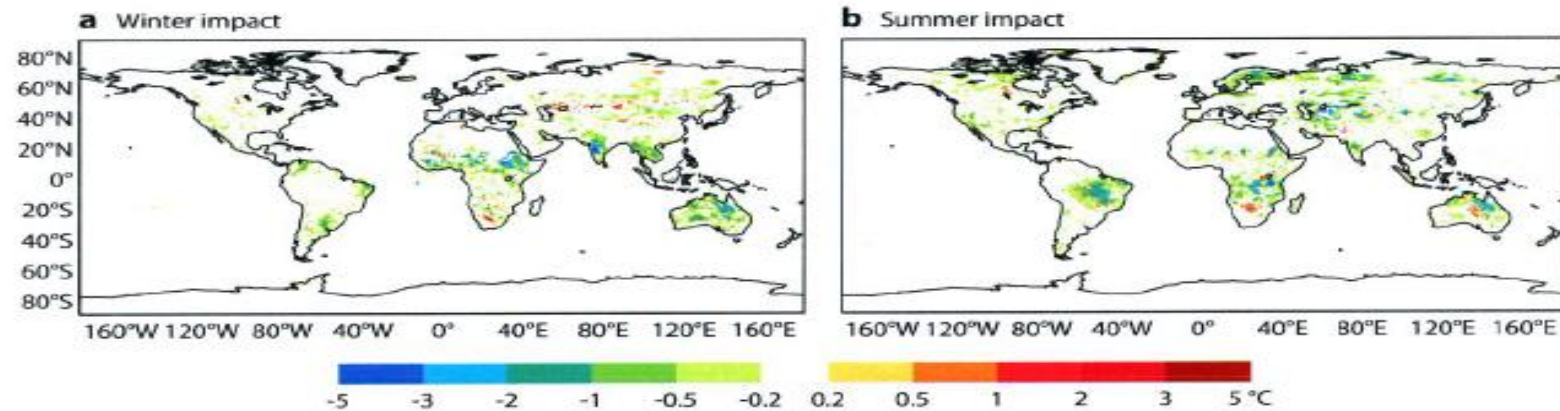 a Winter impact
b Summer impact
80°N
60°N
40°N
20°N
0°
20°S
40°S
60°S
80°S
160°W 120°W 80°W 40°W 0° 40°E 80°E 120°E 160°E
160°W 120°W 80°W 40°W 0° 40°E 80°E 120°E 160°E
-5 -3 -2 -1 -0.5 -0.2 0.2 0.5 1 2 3 5 °C